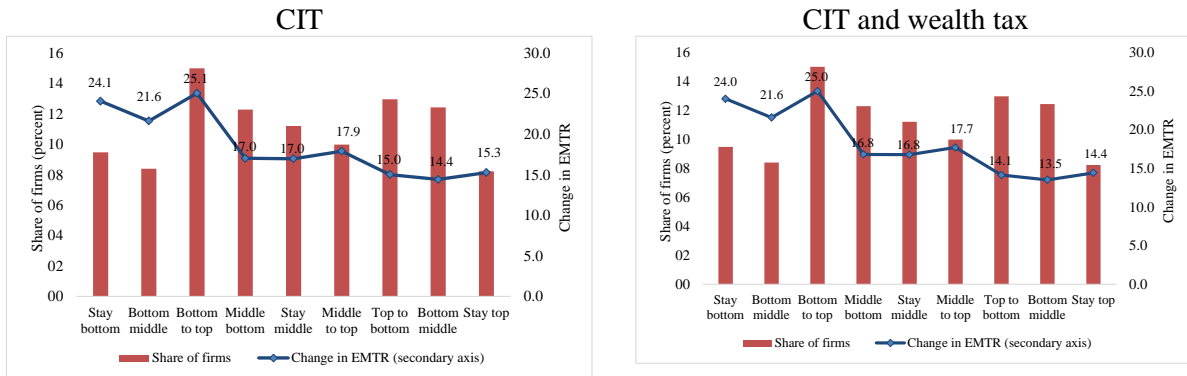 CIT
16
14
12
10
08
06
04
02
00
Share of firms (percent)
30.0
25.0
20.0
15.0
10.0
5.0
0.0
Change in EMTR
24.1
21.6
25.1
17.0
17.0
17.9
15.0
14.4
15.3
Stay bottom
Bottom middle
Bottom to top
Middle bottom
Stay middle
Middle to top
Top to bottom
Bottom middle
Stay top
Share of firms
Change in EMTR (secondary axis)
CIT and wealth tax
16
14
12
10
08
06
04
02
00
Share of firms (percent)
30.0
25.0
20.0
15.0
10.0
5.0
0.0
Change in EMTR
24.0
21.6
25.0
16.8
16.8
17.7
14.1
13.5
14.4
Stay bottom
Bottom middle
Bottom to top
Middle bottom
Stay middle
Middle to top
Top to bottom
Bottom middle
Stay top
Share of firms
Change in EMTR (secondary axis)